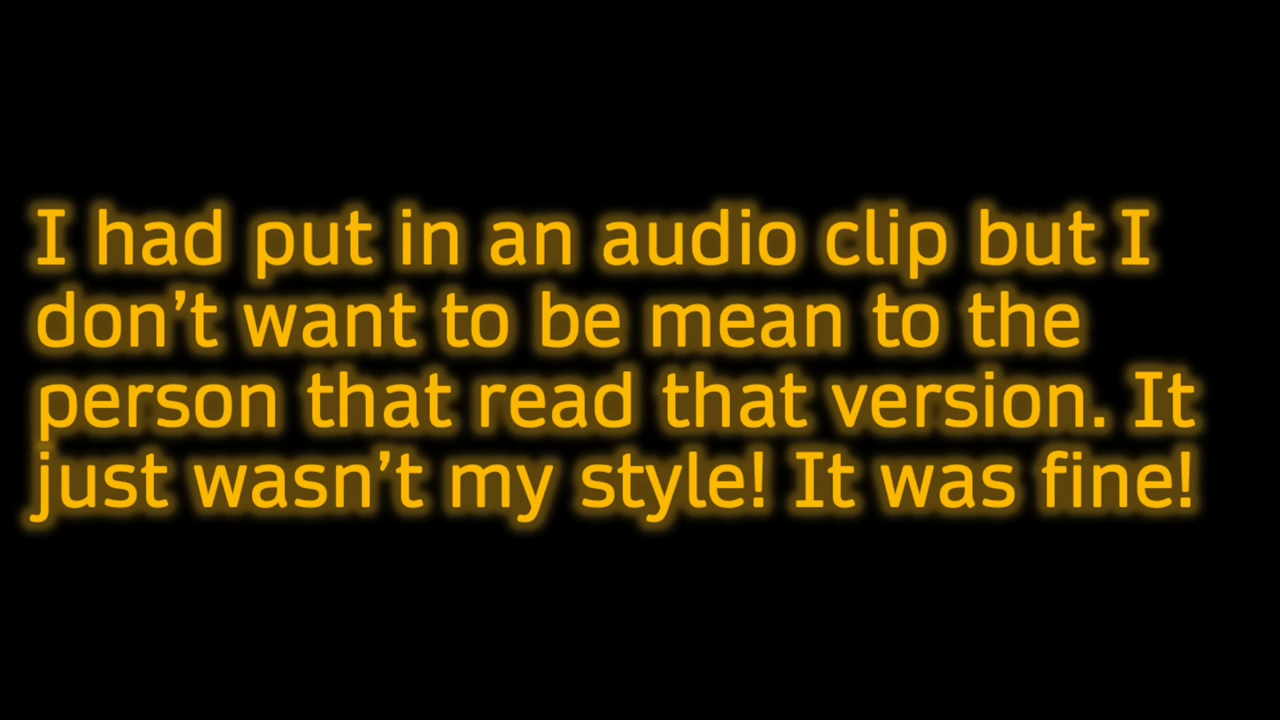 I had put in an audio clip but I
don’t want to be mean to the
person that read that version. It
just wasn’t my style! It was fine!